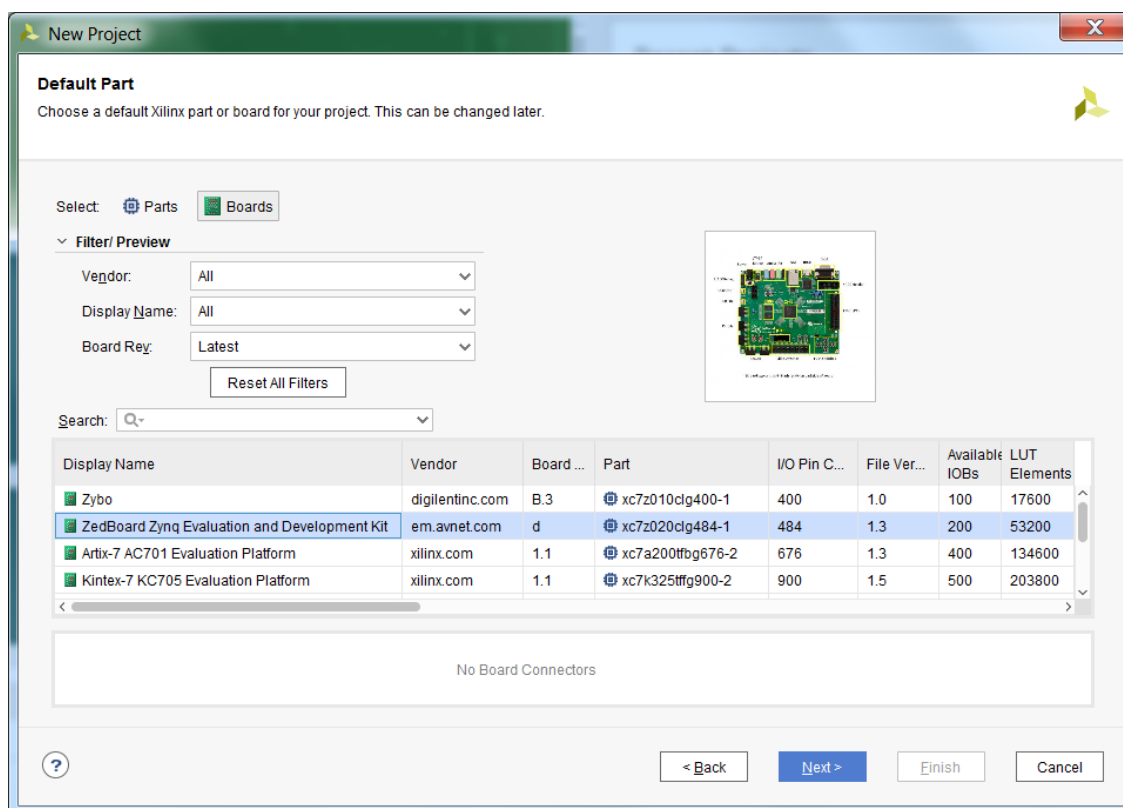 New Project
X
Default Part
Choose a default Xilinx part or board for your project. This can be changed later.
Select: Parts Boards
Filter/ Preview
Vendor: All
Display Name: All
Board Rev: Latest
Reset All Filters
Search:
Display Name Vendor Board ... Part I/O Pin C... File Ver... Available IOBs LUT Elements
Zybo digilentinc.com B.3 xc7z010clg400-1 400 1.0 100 17600
ZedBoard Zynq Evaluation and Development Kit em.avnet.com d xc7z020clg484-1 484 1.3 200 53200
Artix-7 AC701 Evaluation Platform xilinx.com 1.1 xc7a200tfbg676-2 676 1.3 400 134600
Kintex-7 KC705 Evaluation Platform xilinx.com 1.1 xc7k325tffg900-2 900 1.5 500 203800
No Board Connectors
? < Back Next > Finish Cancel